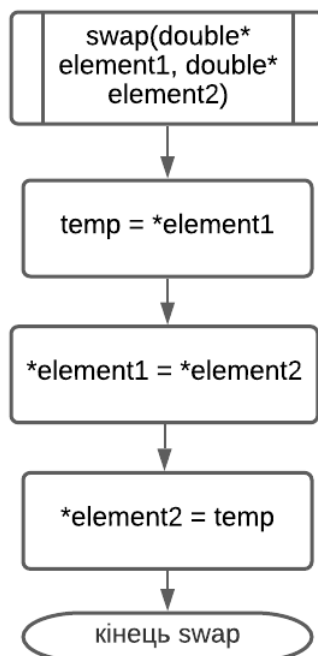 swap(double*
element1, double*
element2)
temp = *element1
*element1 = *element2
*element2 = temp
кінець swap